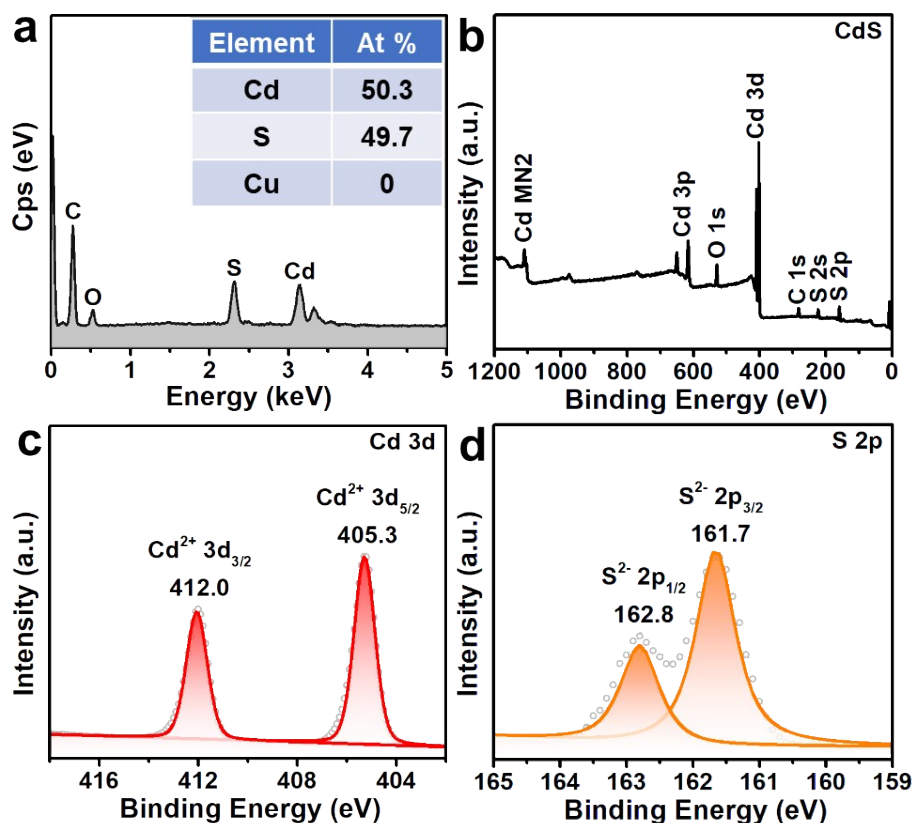 a
Element At %
Cd 50.3
S 49.7
Cu 0
C
O
S
Cd
Cps (eV)
0 1 2 3 4 5
Energy (keV)
b
CdS
Cd MN2
Cd 3p
O 1s
Cd 3d
C 1s
S 2s
S 2p
Intensity (a.u.)
1200 1000 800 600 400 200 0
Binding Energy (eV)
c
Cd 3d
Cd²⁺ 3d₅/₂
405.3
Cd²⁺ 3d₃/₂
412.0
Intensity (a.u.)
416 412 408 404
Binding Energy (eV)
d
S 2p
S²⁻ 2p₃/₂
161.7
S²⁻ 2p₁/₂
162.8
Intensity (a.u.)
165 164 163 162 161 160 159
Binding Energy (eV)